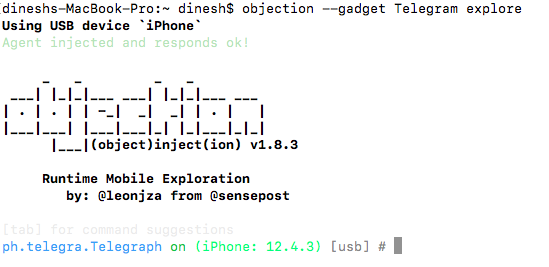 dineshs-MacBook-Pro:~ dinesh$ objection --gadget Telegram explore
Using USB device `iPhone`
Agent injected and responds ok!
     _   _         _   _
 ___| |_|_|___ ___| |_|_|___ ___
| . | . | | -_|  _|  _| | . |   |
|___|___| |___|___|_| |_|___|_|_|
      |___|(object)inject(ion) v1.8.3
Runtime Mobile Exploration
by: @leonjza from @sensepost
[tab] for command suggestions
ph.telegra.Telegraph on (iPhone: 12.4.3) [usb] #